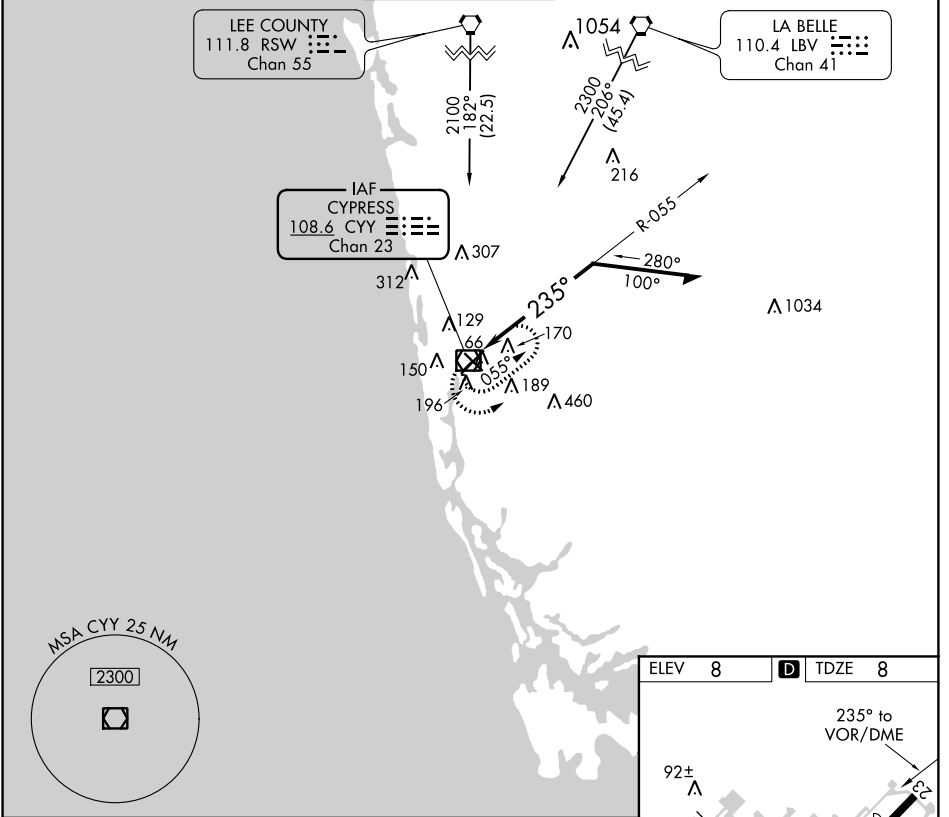 LEE COUNTY
111.8 RSW
Chan 55
1054
LA BELLE
110.4 LBV
Chan 41
2100
182°
(22.5)
2300
206°
(45.4)
216
R-055
IAF
CYPRESS
108.6 CYY
Chan 23
307
312
280°
100°
235°
1034
129
66
170
150
055°
189
196
460
MSA CYY 25 NM
2300
ELEV 8
D
TDZE 8
235° to
VOR/DME
92±
23